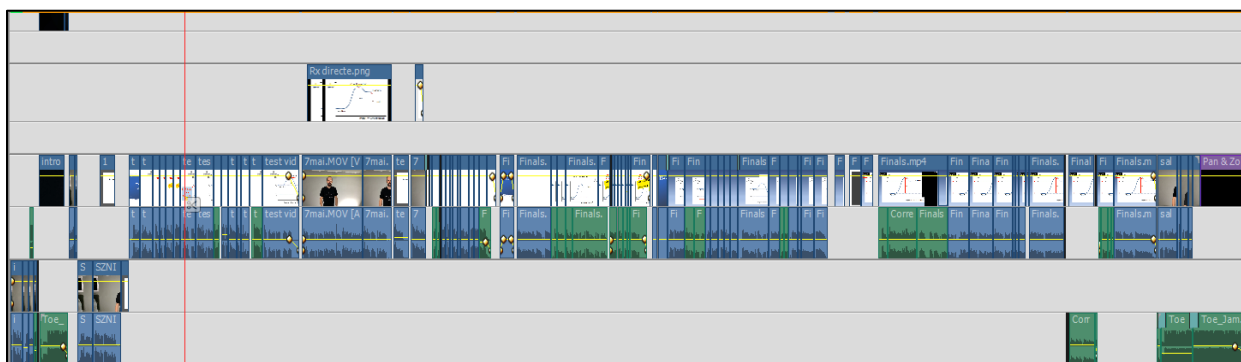 Rx directe.png
intro 1 t t te tes t t t test vid 7mai.MOV [V 7mai. te 7 Fi Finals. Finals. F Fin Fi Fin Finals F Fi Fi F F F Finals.mp4 Fin Fina Fin Finals. Final Fi Finals.m sal Pan & Zo
t t te ces t t t test vid 7mai.MOV [A 7mai. te 7 F Fi Finals. Finals. Fi Fi F Finals F Fi Fi Corre Finals Fin Fina Fin Finals. Finals.m sal
i S SZNI
i Toe_ S SZNI Corr Toe Toe_Jam